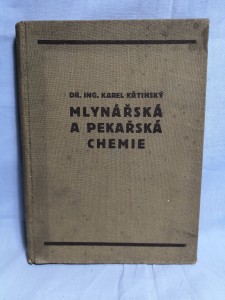 DR. ING. KAREL KŘTINSKÝ
MLYNÁŘSKÁ
A PEKAŘSKÁ
CHEMIE